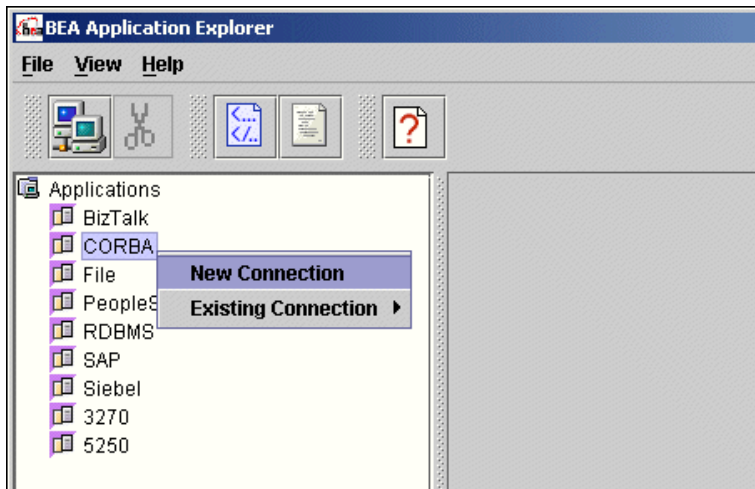 BEA Application Explorer
File View Help
Applications
BizTalk
CORBA
New Connection
File
Existing Connection
RDBMS
SAP
Siebel
3270
5250